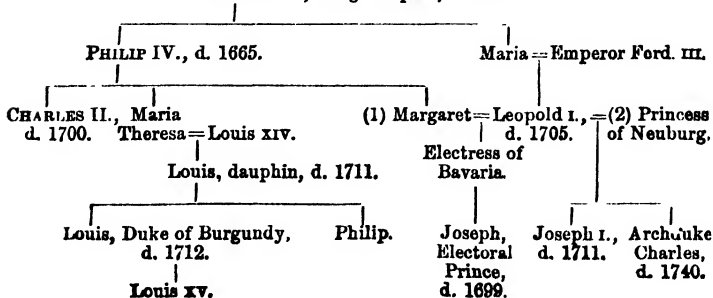 PHILIP IV., d. 1665. Maria = Emperor Ferd. III.
CHARLES II., Maria (1) Margaret = Leopold I., = (2) Princess
d. 1700. Theresa = Louis XIV. d. 1705. of Neuburg.
Electress of
Louis, dauphin, d. 1711. Bavaria.
Louis, Duke of Burgundy, Philip. Joseph, Joseph I., Archduke
d. 1712. Electoral d. 1711. Charles,
Prince, d. 1740.
Louis XV. d. 1699.